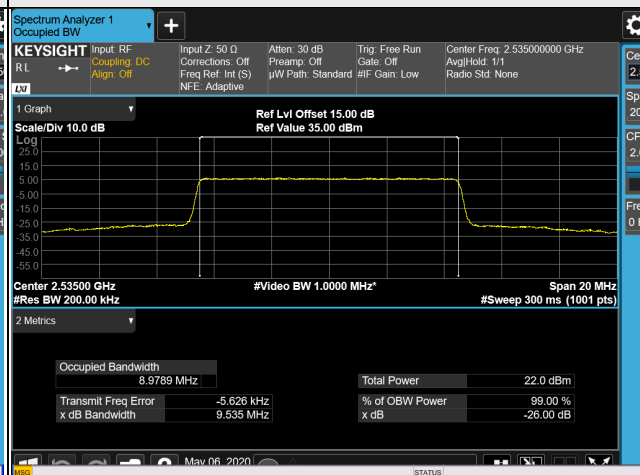 Spectrum Analyzer 1
Occupied BW
KEYSIGHT
RL
LXI
Input: RF
Coupling: DC
Align: Off
Input Z: 50 Ω
Corrections: Off
Freq Ref: Int (S)
NFE: Adaptive
Atten: 30 dB
Preamp: Off
µW Path: Standard
Trig: Free Run
Gate: Off
#IF Gain: Low
Center Freq: 2.535000000 GHz
Avg|Hold: 1/1
Radio Std: None
1 Graph
Scale/Div 10.0 dB
Ref Lvl Offset 15.00 dB
Ref Value 35.00 dBm
Log
25.0
15.0
5.00
-5.00
-15.0
-25.0
-35.0
-45.0
-55.0
Center 2.53500 GHz
#Res BW 200.00 kHz
#Video BW 1.0000 MHz*
Span 20 MHz
#Sweep 300 ms (1001 pts)
2 Metrics
Occupied Bandwidth
8.9789 MHz
Transmit Freq Error -5.626 kHz
x dB Bandwidth 9.535 MHz
Total Power 22.0 dBm
% of OBW Power 99.00 %
x dB -26.00 dB
May 06, 2020
MSG
STATUS